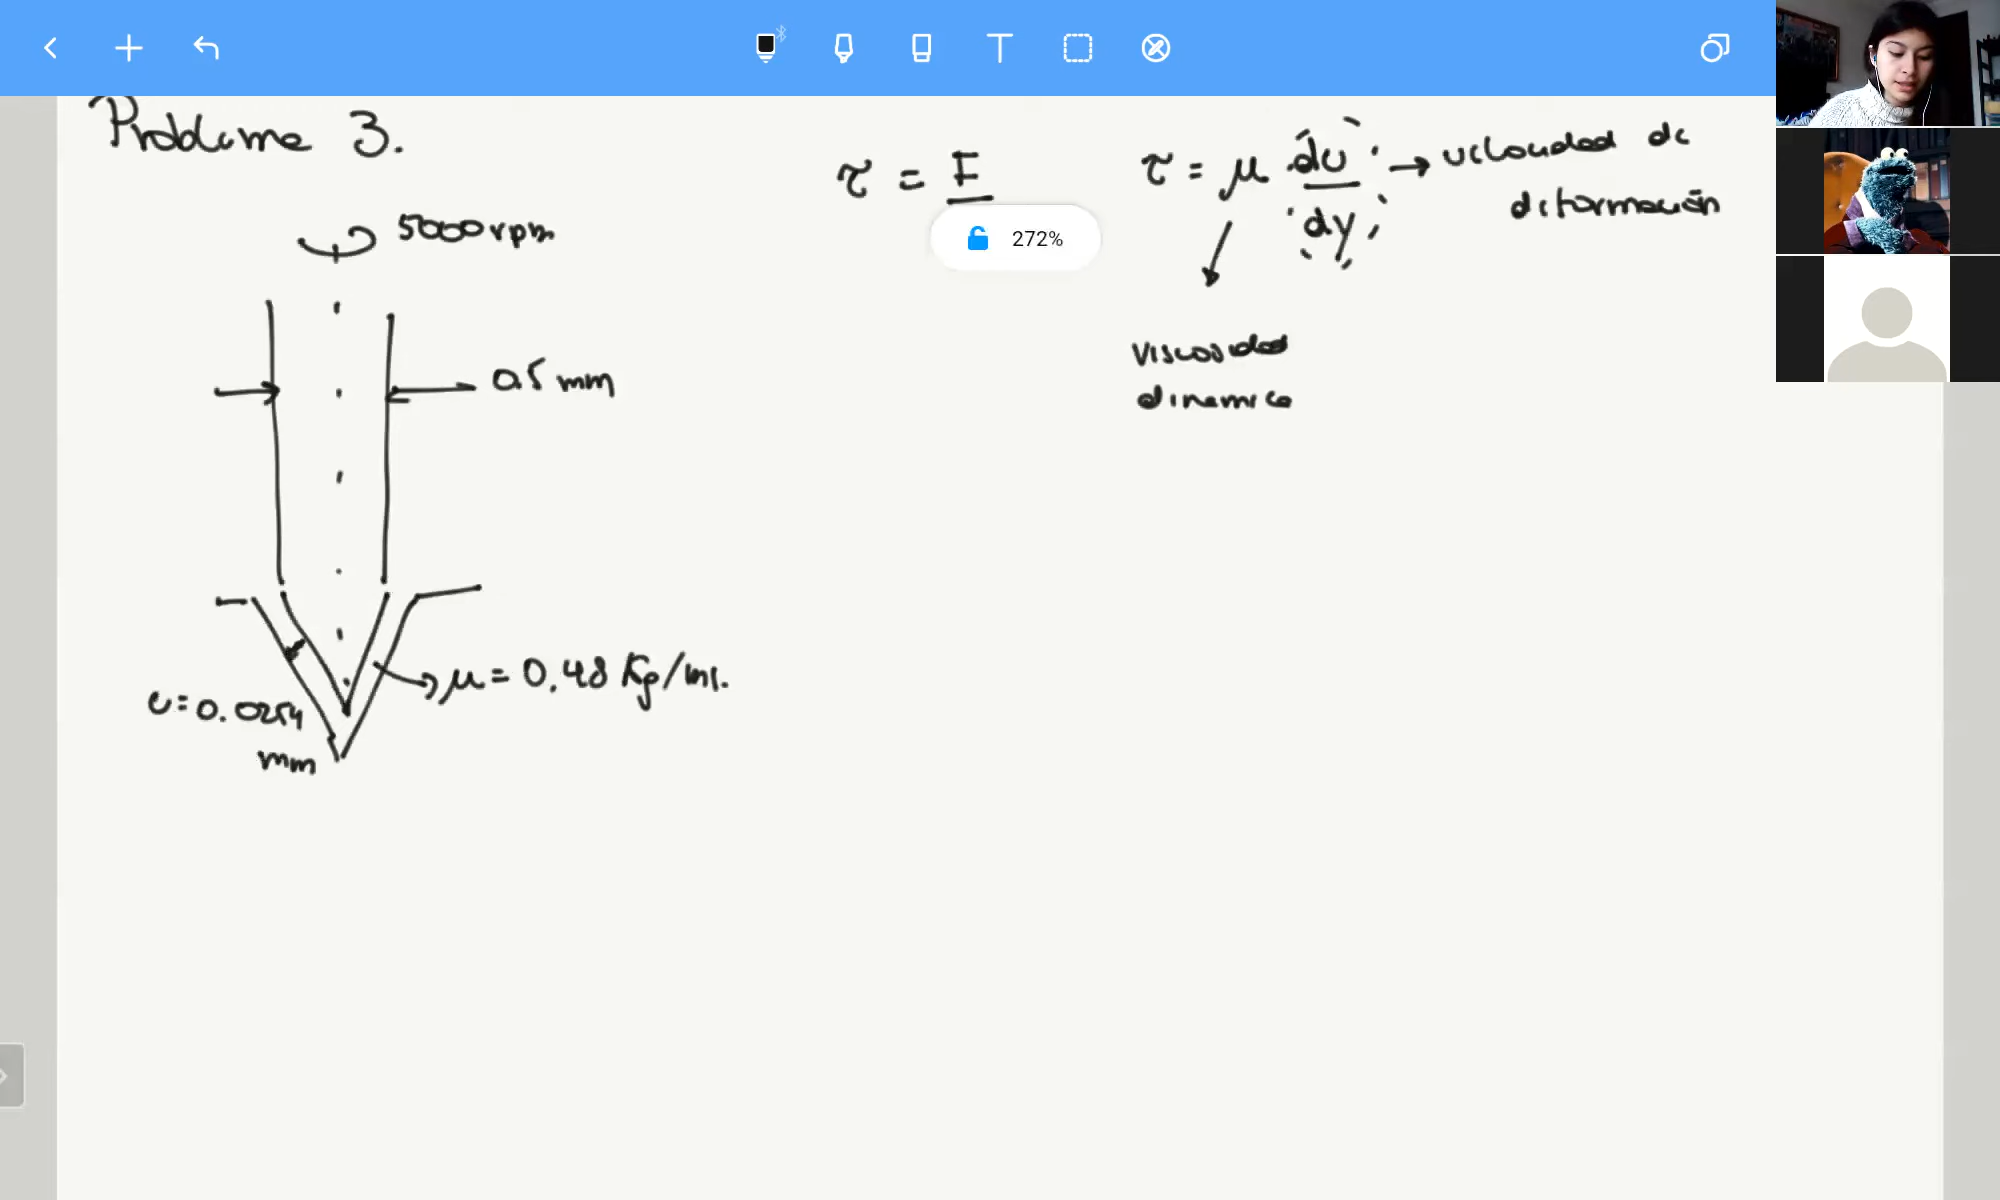 Problema 3.
5000 rpm
0.5 mm
e=0.0254
mm
μ = 0.48 Kg/ms.
τ = F
272%
τ = μ du → velocidad de
dy deformación
viscosidad
dinamica